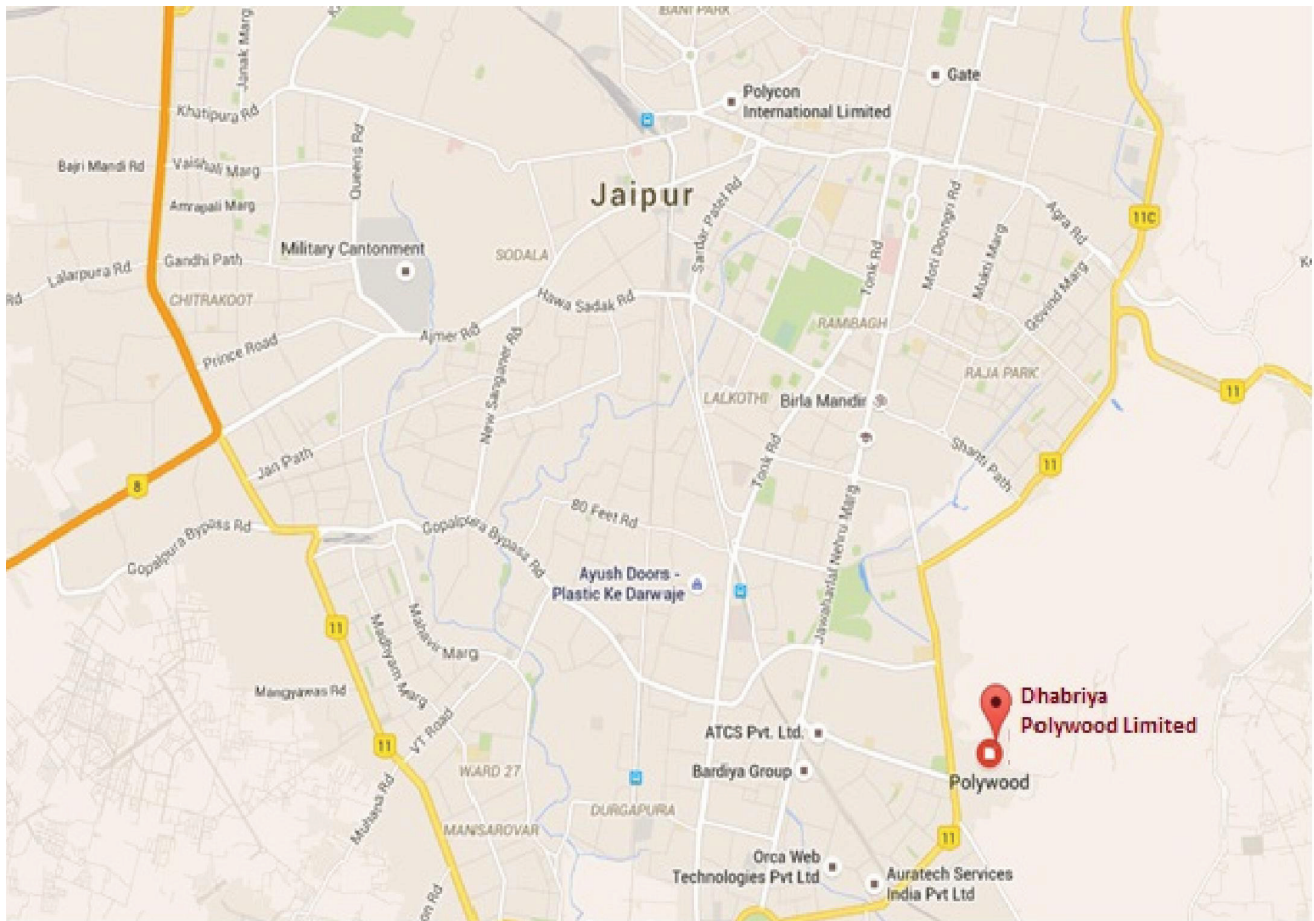 BANI PARK
Janak Marg
Gate
Polycon
International Limited
Khatipura Rd
Queens Rd
Bajri Mandi Rd
Vaishali Marg
Jaipur
Amrapali Marg
Sardar Patel Rd
Moti Doongri Rd
Agra Rd
11C
Military Cantonment
SODALA
Tonk Rd
Mukti Marg
Gandhi Path
Lalarpura Rd
Rd
CHITRAKOOT
Hawa Sadak Rd
Govind Marg
RAMBAGH
Ajmer Rd
Prince Road
New Sanganer Rd
RAJA PARK
11
LALKOTHI
Birla Mandir
Shanti Path
11
Jan Path
Tonk Rd
8
80 Feet Rd
Gopalpura Bypass Rd
Gopalpura Bypass Rd
Jawaharlal Nehru Marg
Ayush Doors -
Plastic Ke Darwaje
11
Mahavir Marg
Madhyam Marg
Mangyawas Rd
Dhabriya
Polywood Limited
VT Road
11
ATCS Pvt. Ltd.
WARD 27
Bardiya Group
Polywood
Muhana Rd
DURGAPURA
MANSAROVAR
11
Orca Web
Technologies Pvt Ltd
Auratech Services
India Pvt Ltd
on Rd